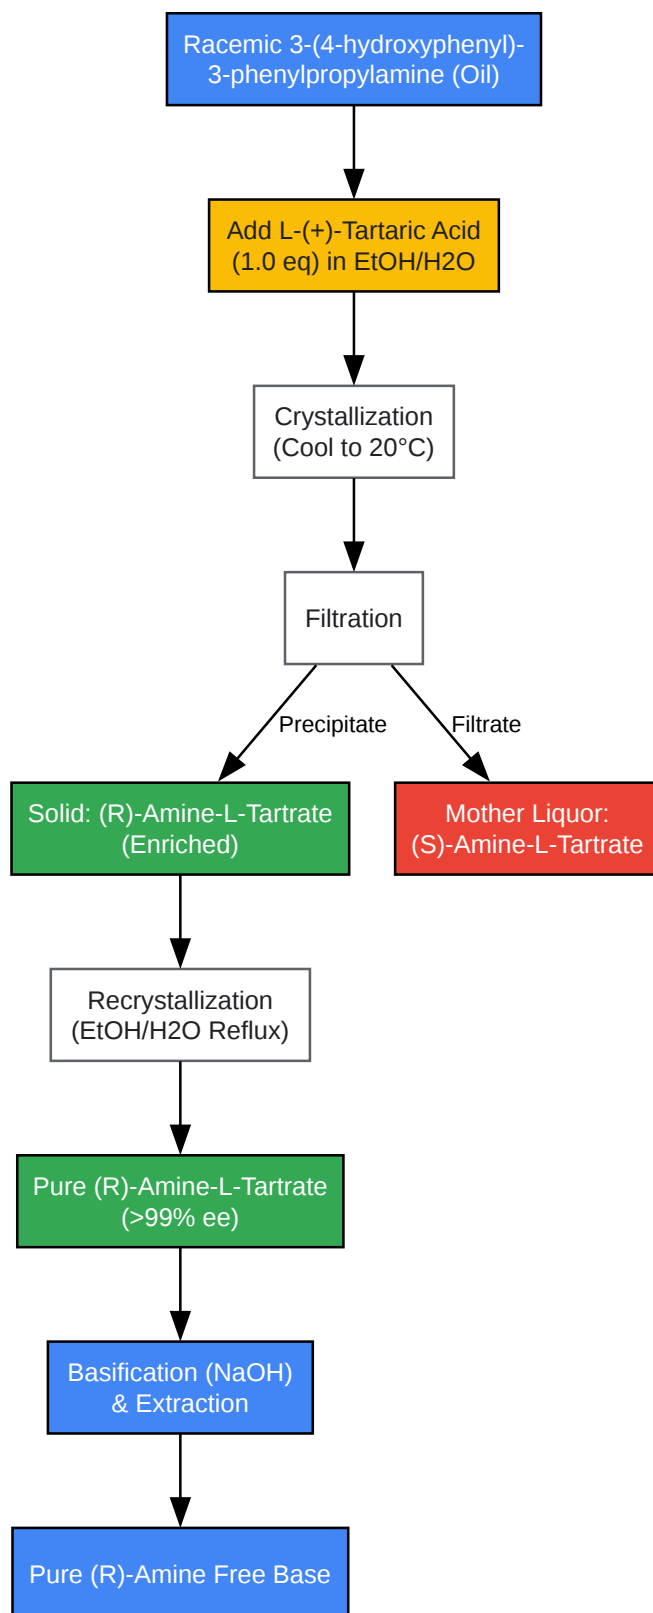 Racemic 3-(4-hydroxyphenyl)-
3-phenylpropylamine (Oil)
Add L-(+)-Tartaric Acid
(1.0 eq) in EtOH/H2O
Crystallization
(Cool to 20°C)
Filtration
Precipitate
Filtrate
Solid: (R)-Amine-L-Tartrate
(Enriched)
Mother Liquor:
(S)-Amine-L-Tartrate
Recrystallization
(EtOH/H2O Reflux)
Pure (R)-Amine-L-Tartrate
(>99% ee)
Basification (NaOH)
& Extraction
Pure (R)-Amine Free Base